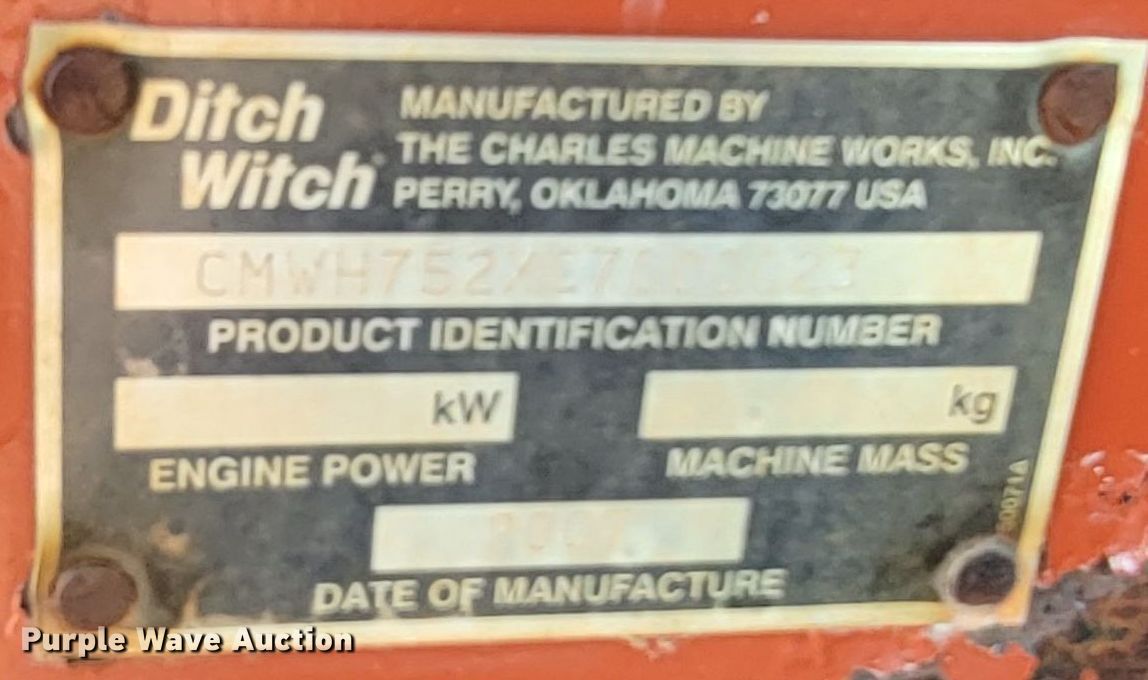 Ditch
Witch
MANUFACTURED BY
THE CHARLES MACHINE WORKS, INC.
PERRY, OKLAHOMA 73077 USA
PRODUCT IDENTIFICATION NUMBER
kW
kg
ENGINE POWER
MACHINE MASS
2007
DATE OF MANUFACTURE
Purple Wave Auction